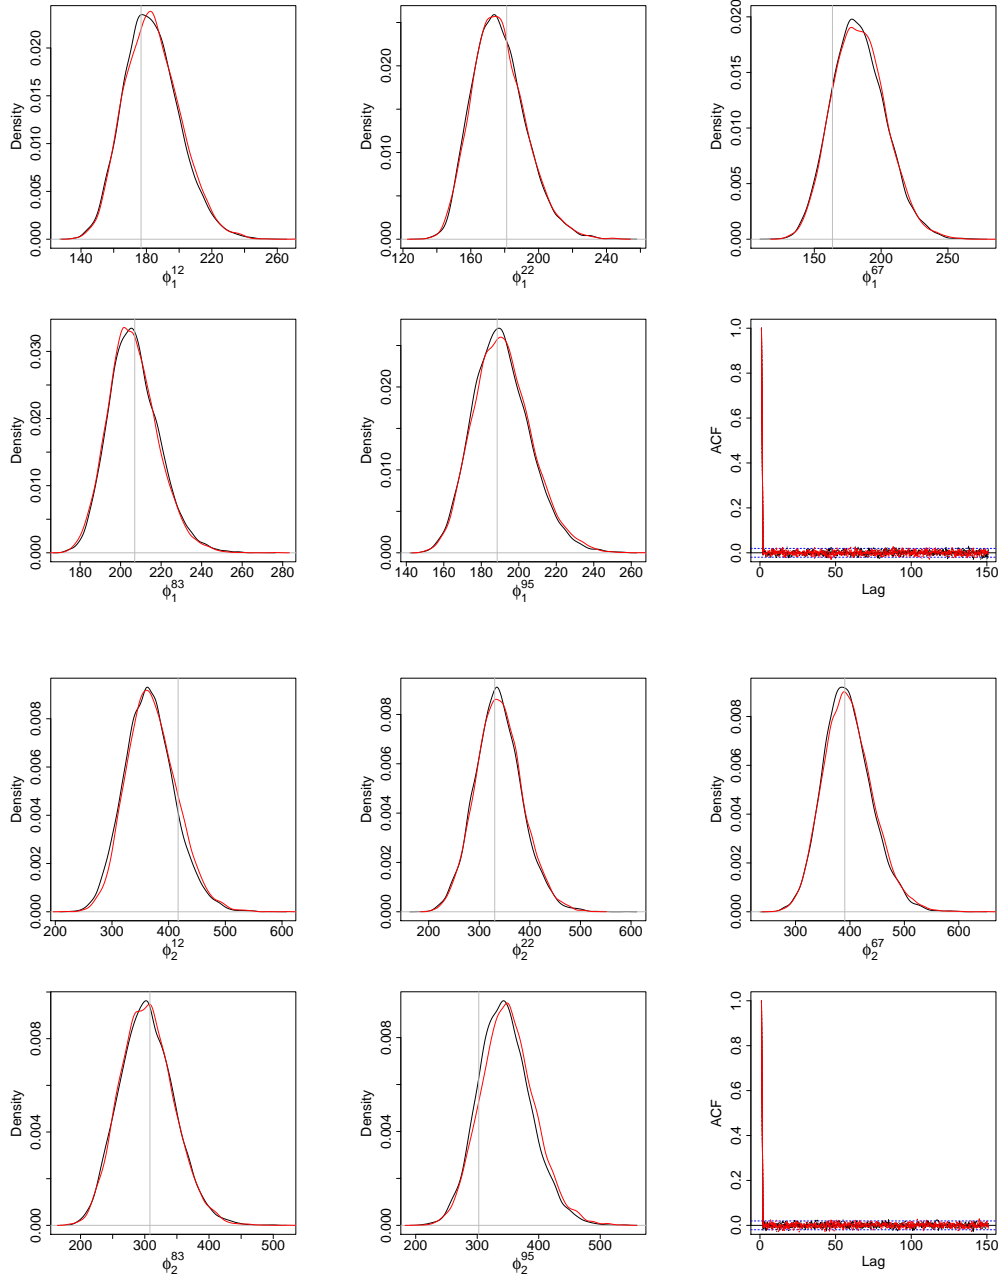 Density
0.000 0.005 0.010 0.015 0.020
140 180 220 260
ϕ₁¹²
Density
0.000 0.010 0.020
120 160 200 240
ϕ₁²²
Density
0.000 0.005 0.010 0.015 0.020
150 200 250
ϕ₁⁶⁷
Density
0.000 0.010 0.020 0.030
180 200 220 240 260 280
ϕ₁⁸³
Density
0.000 0.010 0.020
140 160 180 200 220 240 260
ϕ₁⁹⁵
ACF
0.0 0.2 0.4 0.6 0.8 1.0
0 50 100 150
Lag
Density
0.000 0.002 0.004 0.006 0.008
200 300 400 500 600
ϕ₂¹²
Density
0.000 0.002 0.004 0.006 0.008
200 300 400 500 600
ϕ₂²²
Density
0.000 0.002 0.004 0.006 0.008
300 400 500 600
ϕ₂⁶⁷
Density
0.000 0.004 0.008
200 300 400 500
ϕ₂⁸³
Density
0.000 0.004 0.008
200 300 400 500
ϕ₂⁹⁵
ACF
0.0 0.2 0.4 0.6 0.8 1.0
0 50 100 150
Lag